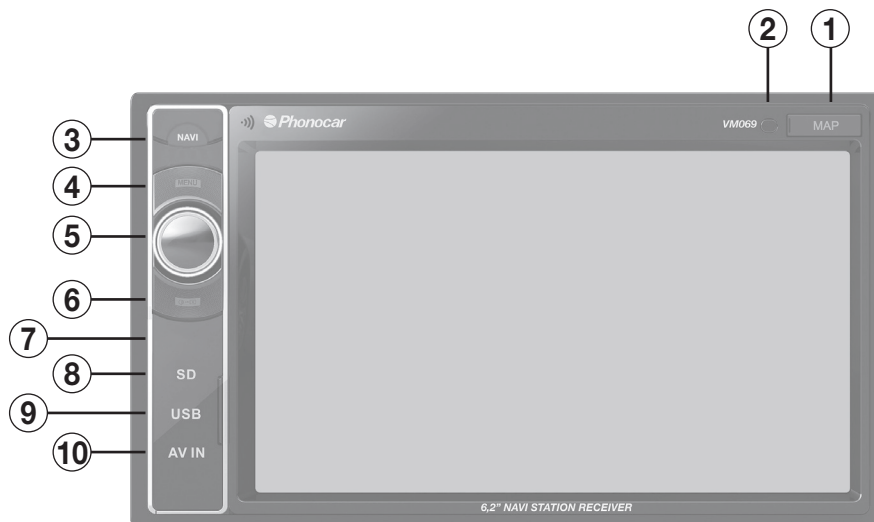 2 1
3 NAVI Phonocar VM069 MAP
4 MENU
5
6
7
8 SD
9 USB
10 AV IN
6,2" NAVI STATION RECEIVER